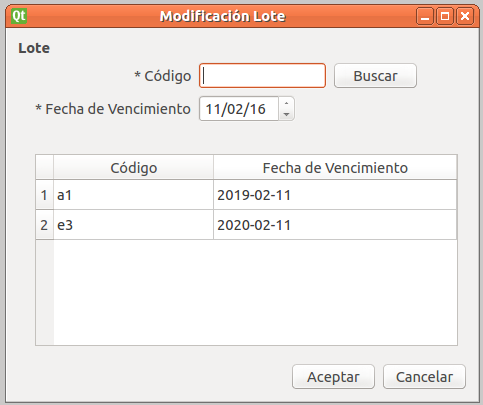 Qt Modificación Lote
Lote
* Código Buscar
* Fecha de Vencimiento 11/02/16
Código Fecha de Vencimiento
1 a1 2019-02-11
2 e3 2020-02-11
Aceptar Cancelar